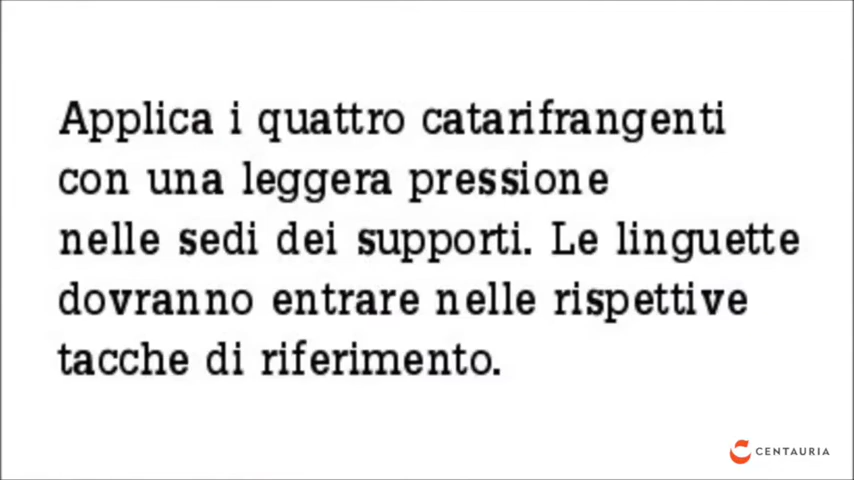 Applica i quattro catarifrangenti
con una leggera pressione
nelle sedi dei supporti. Le linguette
dovranno entrare nelle rispettive
tacche di riferimento.
CENTAURIA